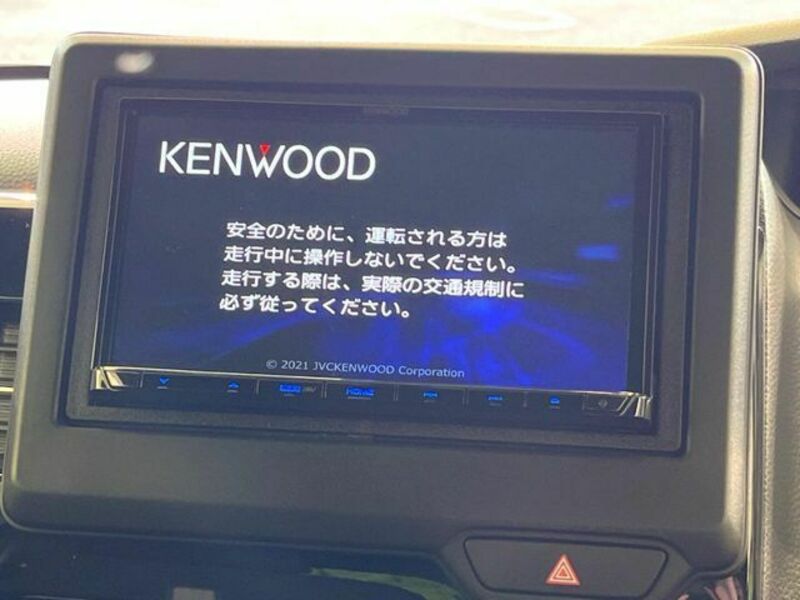 KENWOOD
安全のために、運転される方は
走行中に操作しないでください。
走行する際は、実際の交通規制に
必ず従ってください。
© 2021 JVCKENWOOD Corporation
HOME